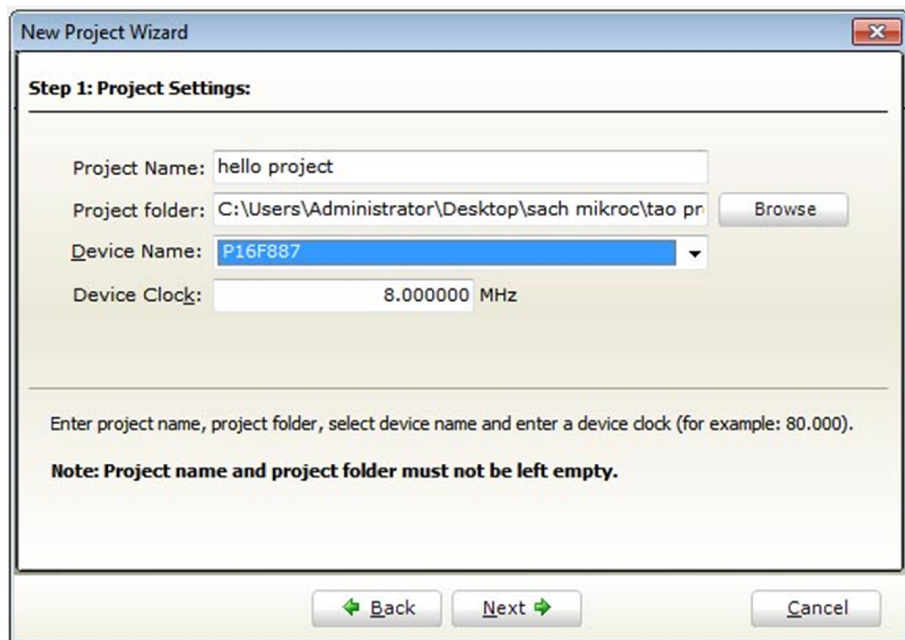 New Project Wizard
Step 1: Project Settings:
Project Name: hello project
Project folder: C:\Users\Administrator\Desktop\sach mikroc\tao pr Browse
Device Name: P16F887
Device Clock: 8.000000 MHz
Enter project name, project folder, select device name and enter a device clock (for example: 80.000).
Note: Project name and project folder must not be left empty.
Back Next Cancel